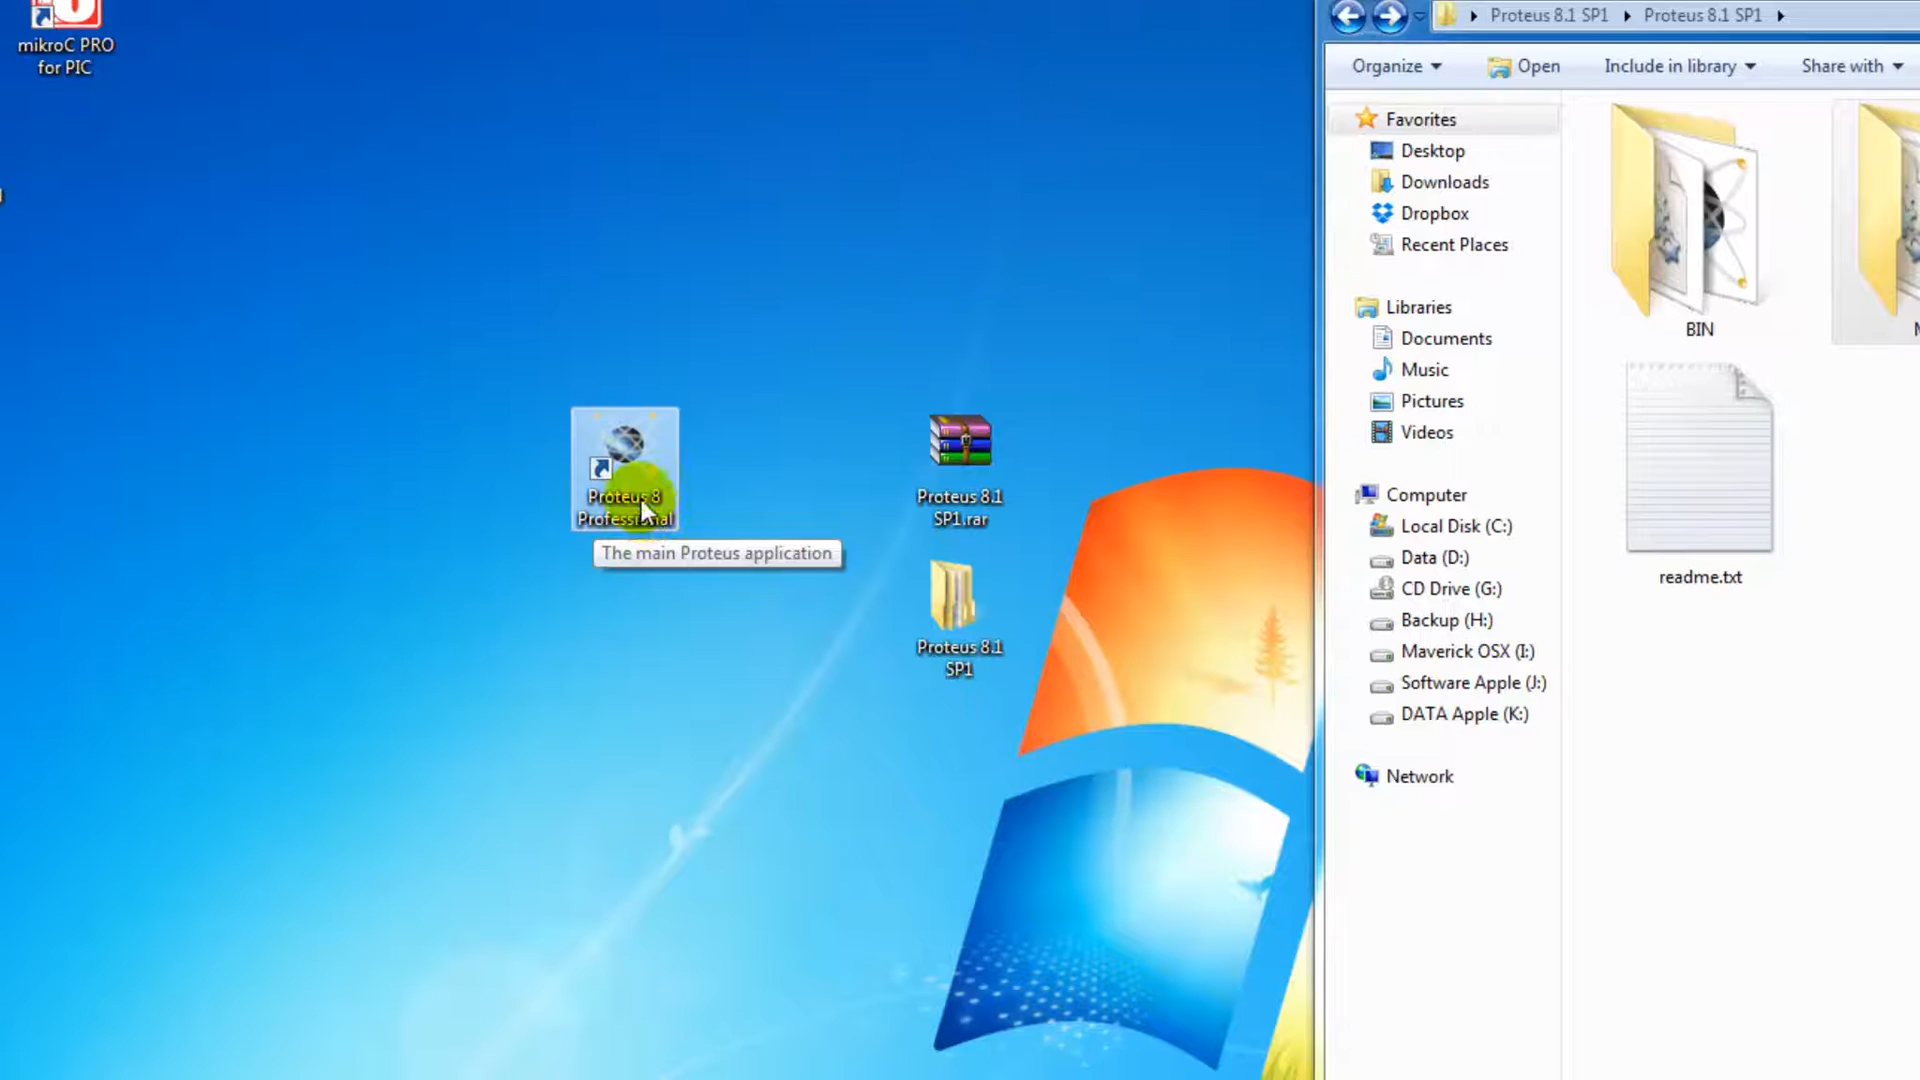 mikroC PRO
for PIC
Proteus 8
Professional
The main Proteus application
Proteus 8.1
SP1.rar
Proteus 8.1
SP1
Proteus 8.1 SP1
Proteus 8.1 SP1
Organize
Open
Include in library
Share with
Favorites
Desktop
Downloads
Dropbox
Recent Places
Libraries
Documents
Music
Pictures
Videos
Computer
Local Disk (C:)
Data (D:)
CD Drive (G:)
Backup (H:)
Maverick OSX (I:)
Software Apple (J:)
DATA Apple (K:)
Network
BIN
readme.txt